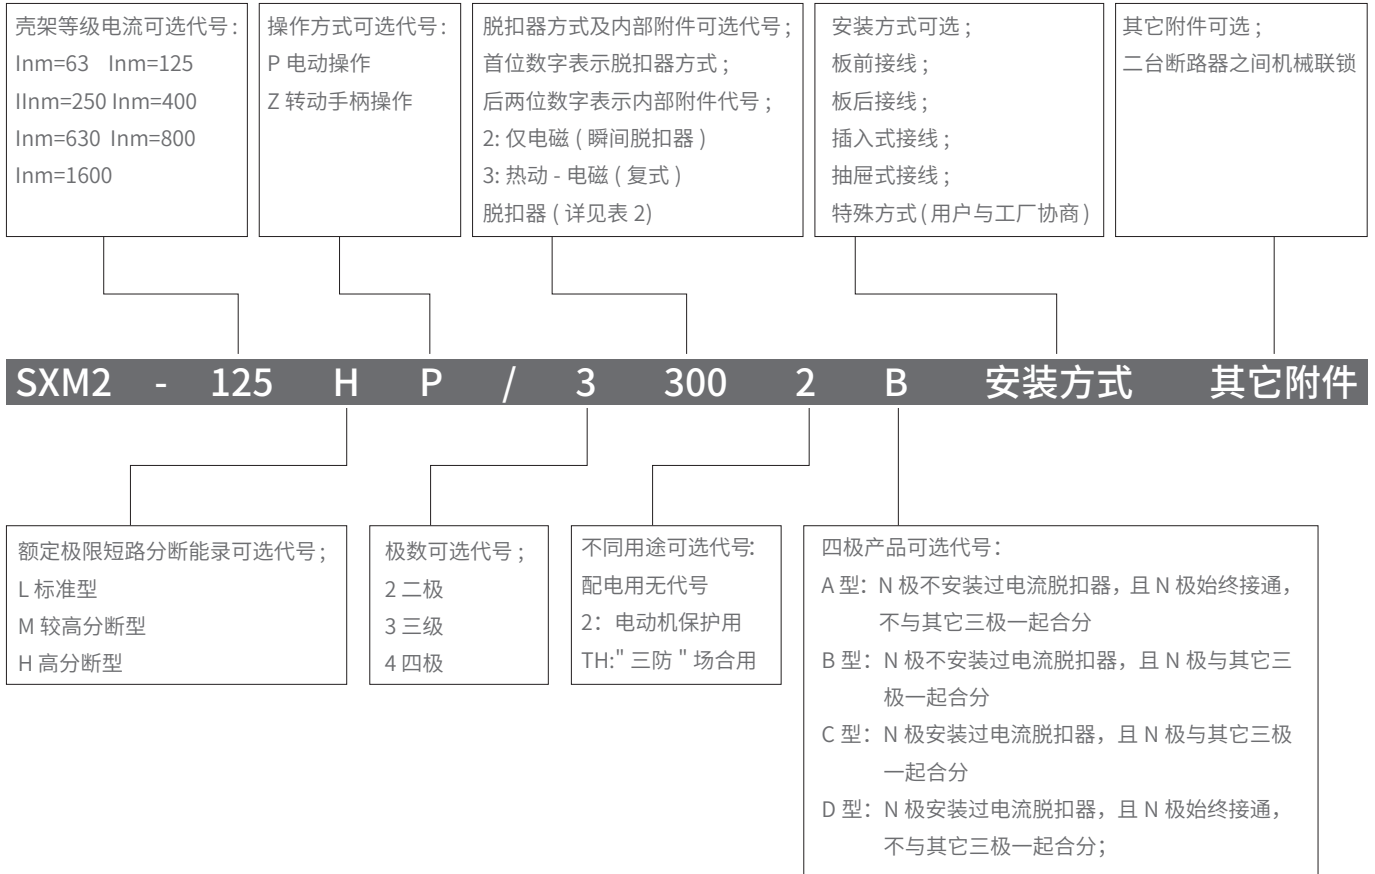 壳架等级电流可选代号：
Inm=63 Inm=125
IInm=250 Inm=400
Inm=630 Inm=800
Inm=1600
操作方式可选代号：
P 电动操作
Z 转动手柄操作
脱扣器方式及内部附件可选代号；
首位数字表示脱扣器方式；
后两位数字表示内部附件代号；
2: 仅电磁 ( 瞬间脱扣器 )
3: 热动 - 电磁 ( 复式 )
脱扣器 ( 详见表 2)
安装方式可选；
板前接线；
板后接线；
插入式接线；
抽屉式接线；
特殊方式 ( 用户与工厂协商 )
其它附件可选；
二台断路器之间机械联锁
SXM2 - 125 H P / 3 300 2 B 安装方式 其它附件
额定极限短路分断能录可选代号；
L 标准型
M 较高分断型
H 高分断型
极数可选代号；
2 二极
3 三级
4 四极
不同用途可选代号：
配电用无代号
2：电动机保护用
TH:" 三防 " 场合用
四极产品可选代号：
A 型：N 极不安装过电流脱扣器，且 N 极始终接通，
不与其它三极一起合分
B 型：N 极不安装过电流脱扣器，且 N 极与其它三
极一起合分
C 型：N 极安装过电流脱扣器，且 N 极与其它三极
一起合分
D 型：N 极安装过电流脱扣器，且 N 极始终接通，
不与其它三极一起合分；